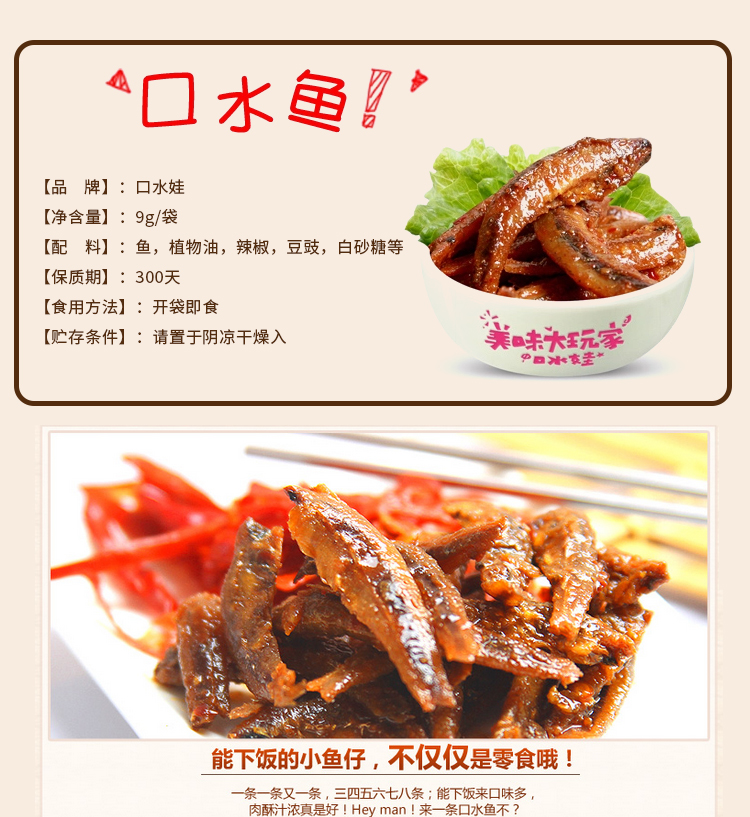 口水鱼!
【品 牌】：口水娃
【净含量】：9g/袋
【配 料】：鱼，植物油，辣椒，豆豉，白砂糖等
【保质期】：300天
【食用方法】：开袋即食
【贮存条件】：请置于阴凉干燥入
美味大玩家
口水娃
能下饭的小鱼仔，不仅仅是零食哦！
一条一条又一条，三四五六七八条；能下饭来口味多，
肉酥汁浓真是好！Hey man！来一条口水鱼不？